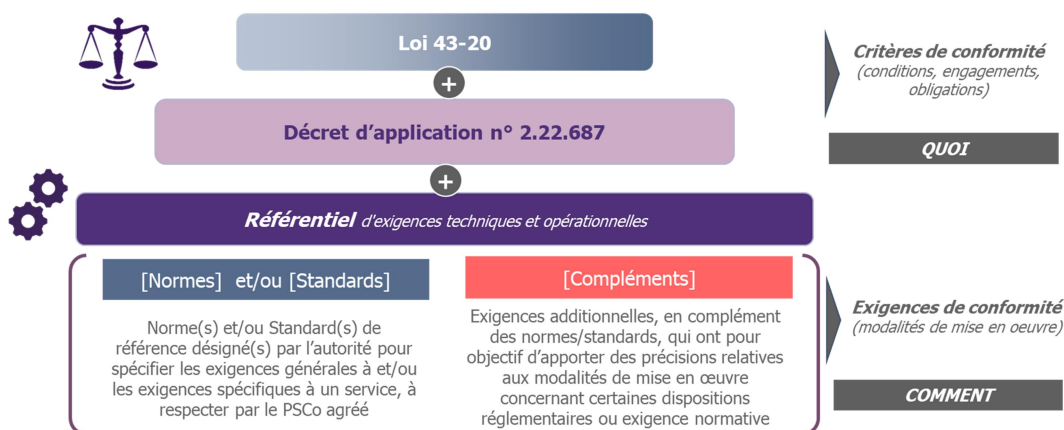 Loi 43-20
+
Décret d'application n° 2.22.687
+
Référentiel d'exigences techniques et opérationnelles
[Normes] et/ou [Standards]
Norme(s) et/ou Standard(s) de
référence désigné(s) par l'autorité pour
spécifier les exigences générales à et/ou
les exigences spécifiques à un service, à
respecter par le PSCo agréé
[Compléments]
Exigences additionnelles, en complément
des normes/standards, qui ont pour
objectif d'apporter des précisions relatives
aux modalités de mise en œuvre
concernant certaines dispositions
réglementaires ou exigence normative
Critères de conformité
(conditions, engagements,
obligations)
QUOI
Exigences de conformité
(modalités de mise en oeuvre)
COMMENT